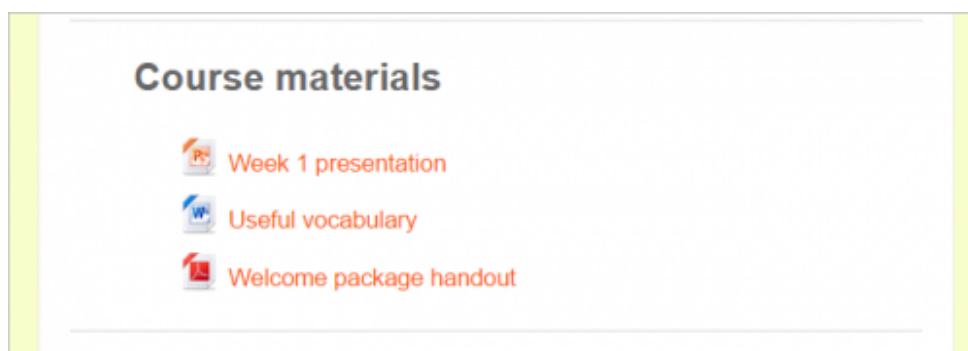 Course materials
Week 1 presentation
Useful vocabulary
Welcome package handout